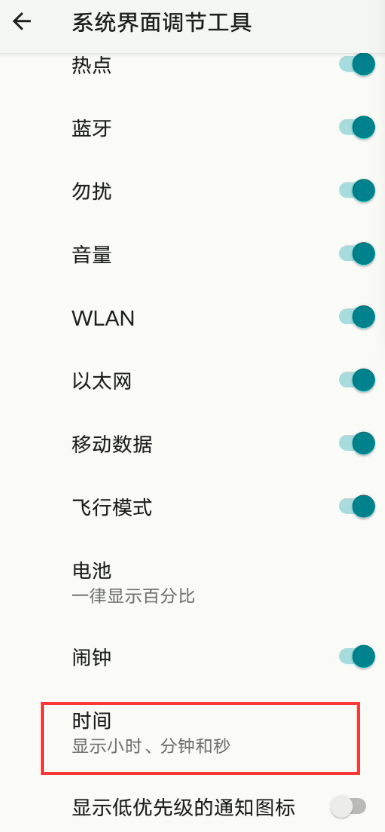 系统界面调节工具
热点
蓝牙
勿扰
音量
WLAN
以太网
移动数据
飞行模式
电池
一律显示百分比
闹钟
时间
显示小时、分钟和秒
显示低优先级的通知图标